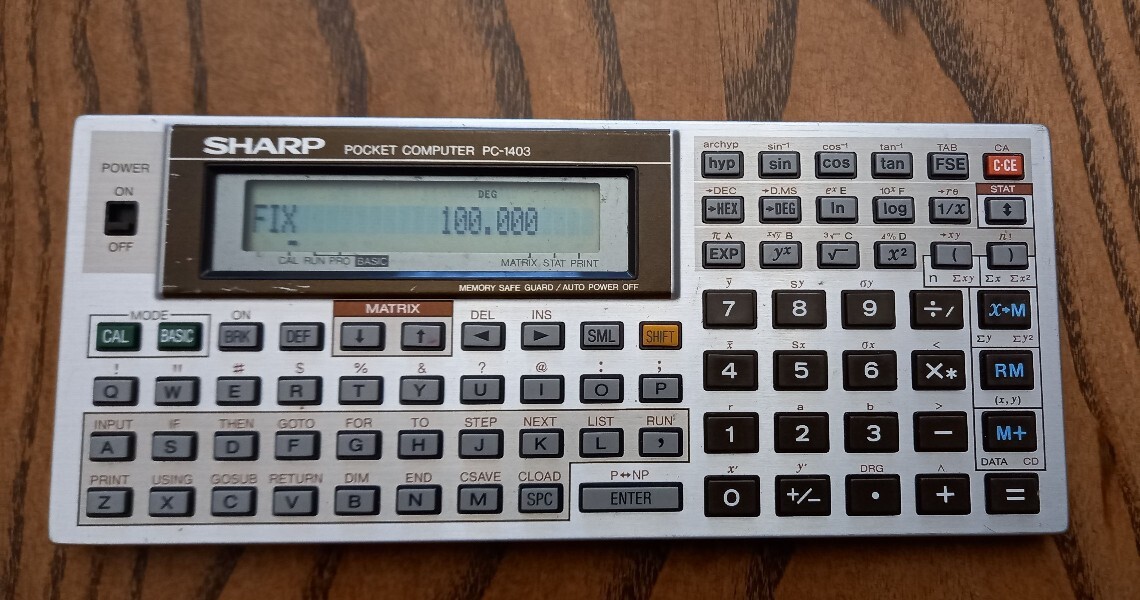 SHARP POCKET COMPUTER PC-1403
POWER
ON
OFF
DEG
FIX 100.000
CAL RUN PRO BASIC MATRIX STAT PRINT
MEMORY SAFE GUARD / AUTO POWER OFF
archyp sin⁻¹ cos⁻¹ tan⁻¹ TAB CA
hyp sin cos tan FSE C·CE
→DEC →D.MS eˣ E 10ˣ F →rθ STAT
→HEX →DEG ln log 1/x
π A ˣ√y B ³√ C D →xy n!
EXP yˣ √ x² ( )
n Σxy Σx Σx²
MODE ON MATRIX DEL INS
CAL BASIC BRK DEF ↓ ↑ ◄ ► SML SHIFT
! " # $ % & ? @ : ;
Q W E R T Y U I O P
INPUT IF THEN GOTO FOR TO STEP NEXT LIST RUN
A S D F G H J K L ,
PRINT USING GOSUB RETURN DIM END CSAVE CLOAD P↔NP
Z X C V B N M SPC ENTER
y̅ Sy σy
7 8 9 ÷/ x→M
x̅ Sx σx < Σy Σy²
4 5 6 ×* RM
r a b > (x, y)
1 2 3 − M+
x′ y′ DRG ^ DATA CD
0 +/− • + =